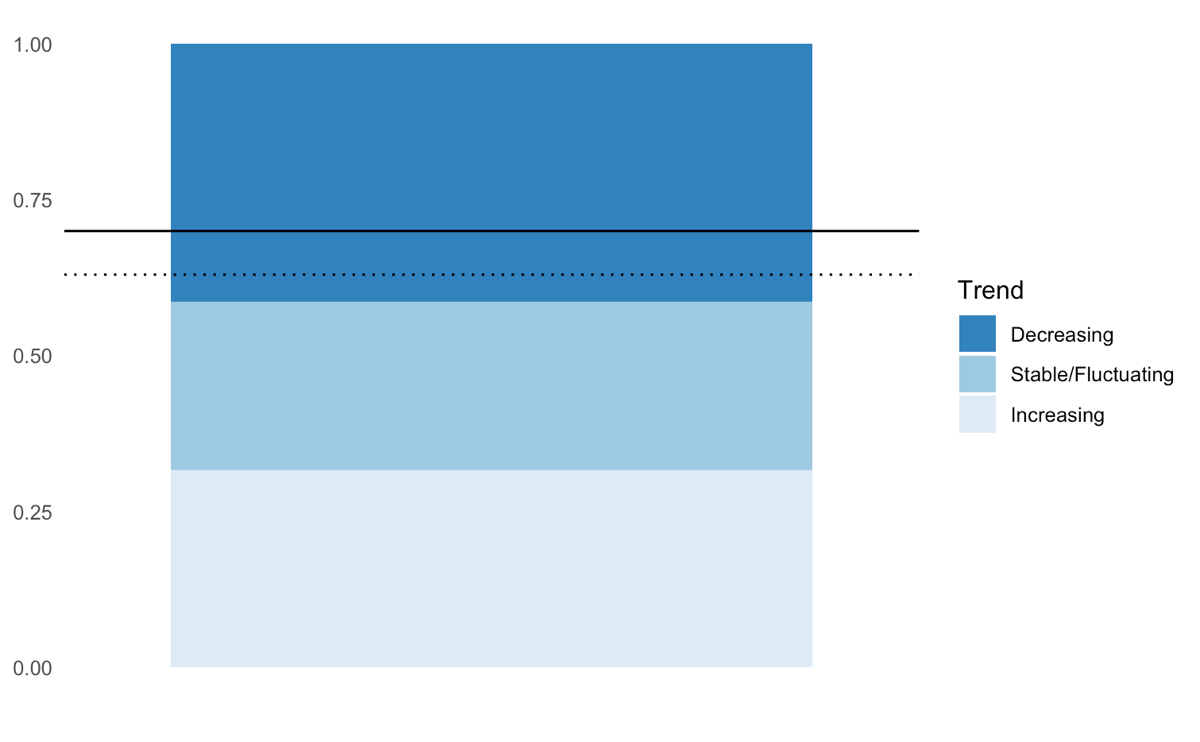 1.00
0.75
0.50
0.25
0.00
Trend
Decreasing
Stable/Fluctuating
Increasing